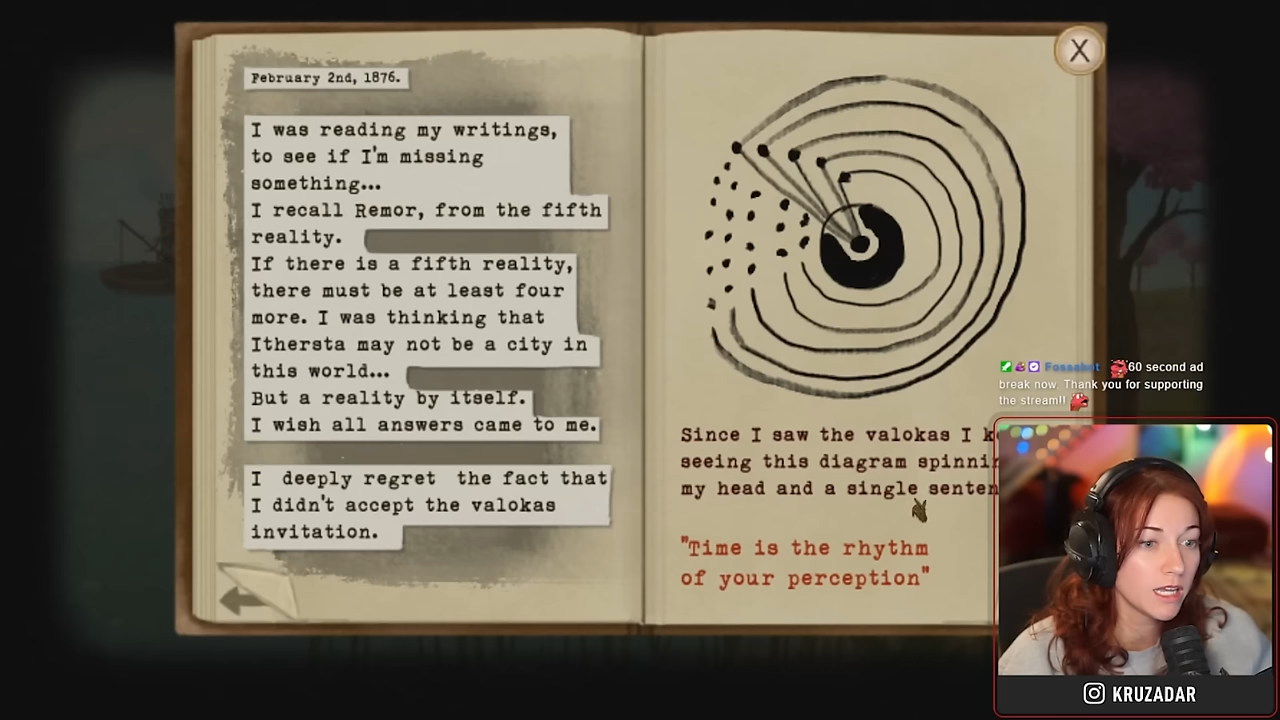 February 2nd, 1876.
I was reading my writings,
to see if I'm missing
something...
I recall Remor, from the fifth
reality.
If there is a fifth reality,
there must be at least four
more. I was thinking that
Ithersta may not be a city in
this world...
But a reality by itself.
I wish all answers came to me.
I deeply regret the fact that
I didn't accept the valokas
invitation.
X
Since I saw the valokas I k
seeing this diagram spinnin
my head and a single senten
"Time is the rhythm
of your perception"
Fossabot 60 second ad
break now. Thank you for supporting
the stream!!
KRUZADAR